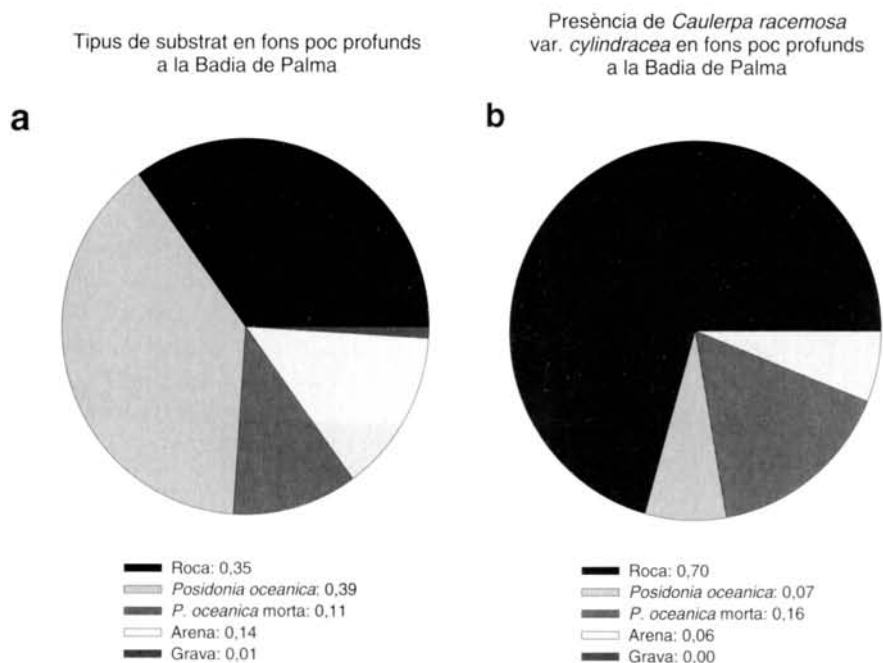 Tipus de substrat en fons poc profunds
a la Badia de Palma
a
Roca: 0,35
Posidonia oceanica: 0,39
P. oceanica morta: 0,11
Arena: 0,14
Grava: 0,01
Presència de Caulerpa racemosa
var. cylindracea en fons poc profunds
a la Badia de Palma
b
Roca: 0,70
Posidonia oceanica: 0,07
P. oceanica morta: 0,16
Arena: 0,06
Grava: 0.00